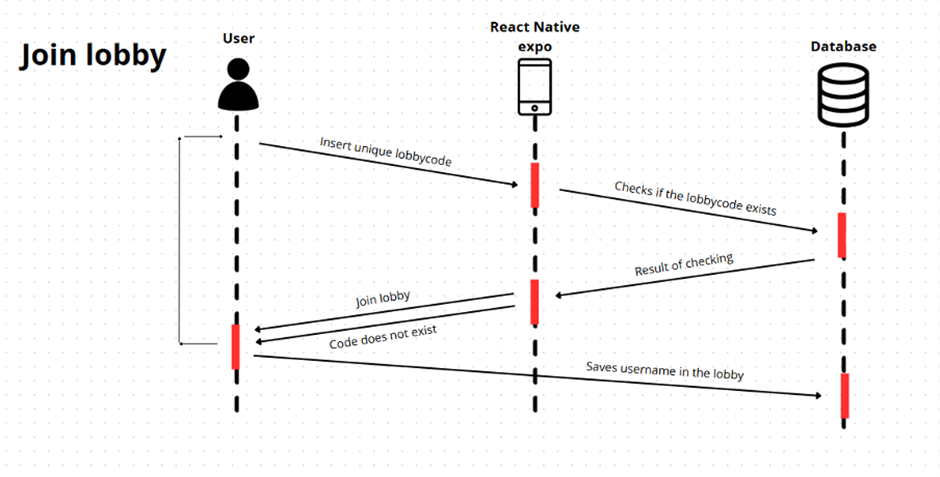 Join lobby
User
React Native
expo
Database
Insert unique lobbycode
Checks if the lobbycode exists
Result of checking
Join lobby
Code does not exist
Saves username in the lobby